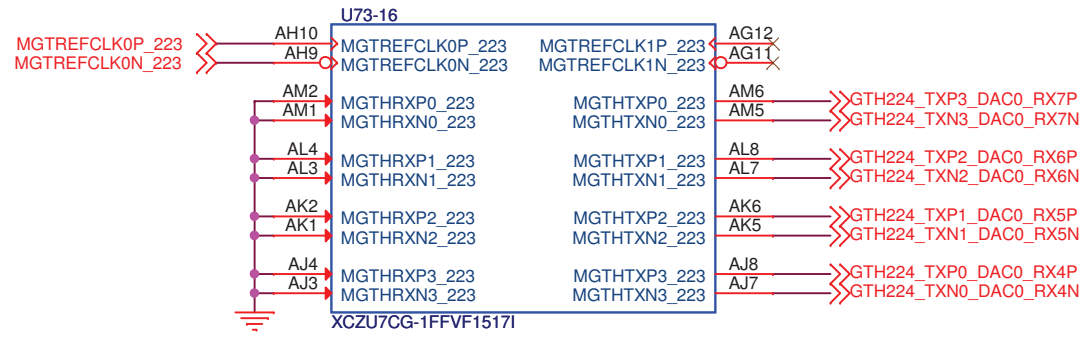 U73-16
MGTREFCLK0P_223 AH10 MGTREFCLK0P_223 MGTREFCLK1P_223 AG12
MGTREFCLK0N_223 AH9 MGTREFCLK0N_223 MGTREFCLK1N_223 AG11
AM2 MGTHRXP0_223 MGTHTXP0_223 AM6 GTH224_TXP3_DAC0_RX7P
AM1 MGTHRXN0_223 MGTHTXN0_223 AM5 GTH224_TXN3_DAC0_RX7N
AL4 MGTHRXP1_223 MGTHTXP1_223 AL8 GTH224_TXP2_DAC0_RX6P
AL3 MGTHRXN1_223 MGTHTXN1_223 AL7 GTH224_TXN2_DAC0_RX6N
AK2 MGTHRXP2_223 MGTHTXP2_223 AK6 GTH224_TXP1_DAC0_RX5P
AK1 MGTHRXN2_223 MGTHTXN2_223 AK5 GTH224_TXN1_DAC0_RX5N
AJ4 MGTHRXP3_223 MGTHTXP3_223 AJ8 GTH224_TXP0_DAC0_RX4P
AJ3 MGTHRXN3_223 MGTHTXN3_223 AJ7 GTH224_TXN0_DAC0_RX4N
XCZU7CG-1FFVF1517I